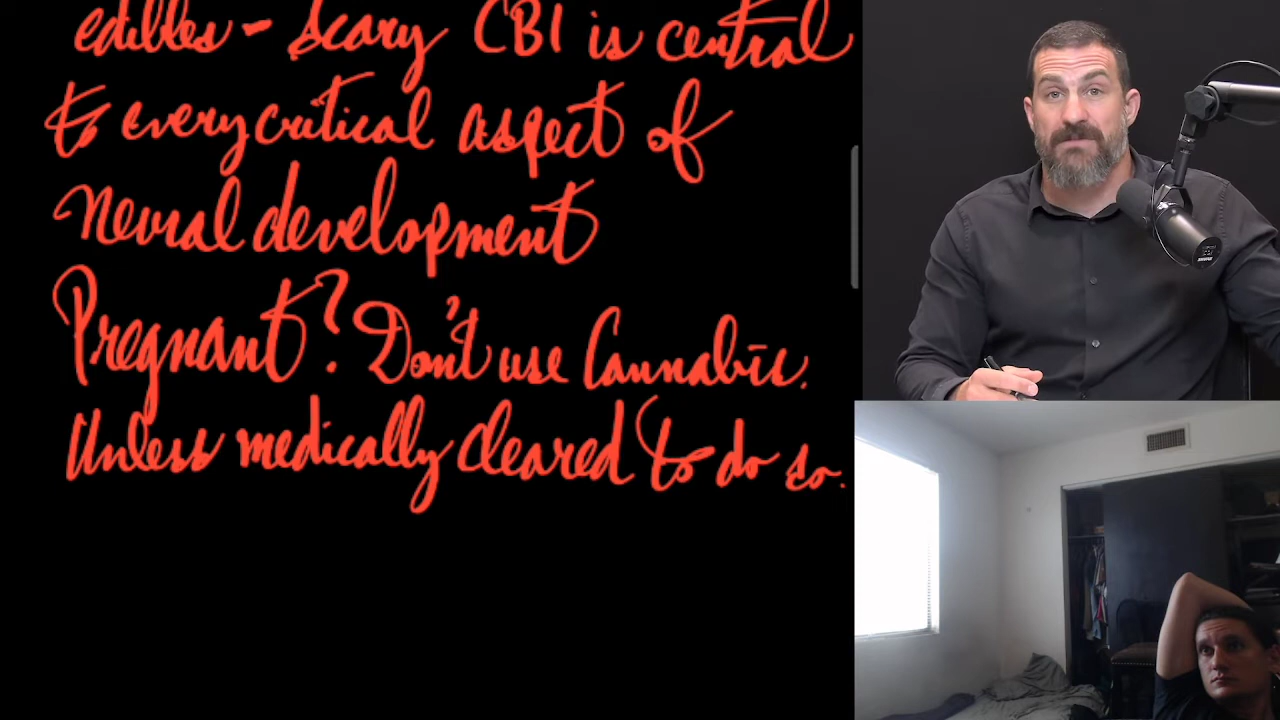 edibles - Scary CB1 is central
to every critical aspect of
Neural development
Pregnant? Don't use Cannabis.
Unless medically cleared to do so.